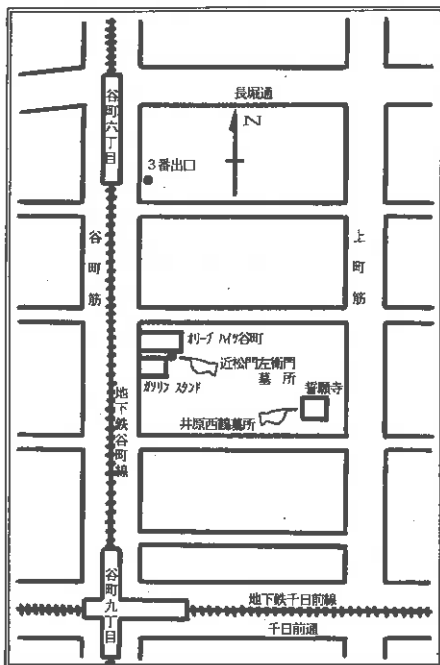 長堀通
谷町六丁目
N
3番出口
谷町筋
上町筋
オリーブ ハイツ谷町
近松門左衛門
墓所
ガソリン スタンド
誓願寺
井原西鶴墓所
地下鉄谷町線
谷町九丁目
地下鉄千日前線
千日前通